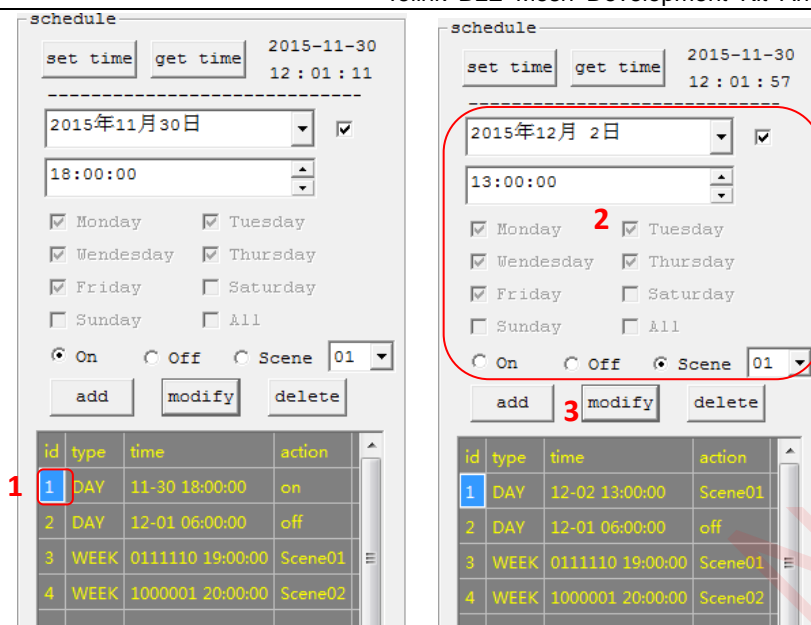 schedule
set time get time 2015-11-30
12:01:11
2015年11月30日
18:00:00
Monday Tuesday
Wendesday Thursday
Friday Saturday
Sunday All
On Off Scene 01
add modify delete
id type time action
1 1 DAY 11-30 18:00:00 on
2 DAY 12-01 06:00:00 off
3 WEEK 0111110 19:00:00 Scene01
4 WEEK 1000001 20:00:00 Scene02
schedule
set time get time 2015-11-30
12:01:57
2015年12月 2日
13:00:00
Monday 2 Tuesday
Wendesday Thursday
Friday Saturday
Sunday All
On Off Scene 01
add 3 modify delete
id type time action
1 DAY 12-02 13:00:00 Scene01
2 DAY 12-01 06:00:00 off
3 WEEK 0111110 19:00:00 Scene01
4 WEEK 1000001 20:00:00 Scene02